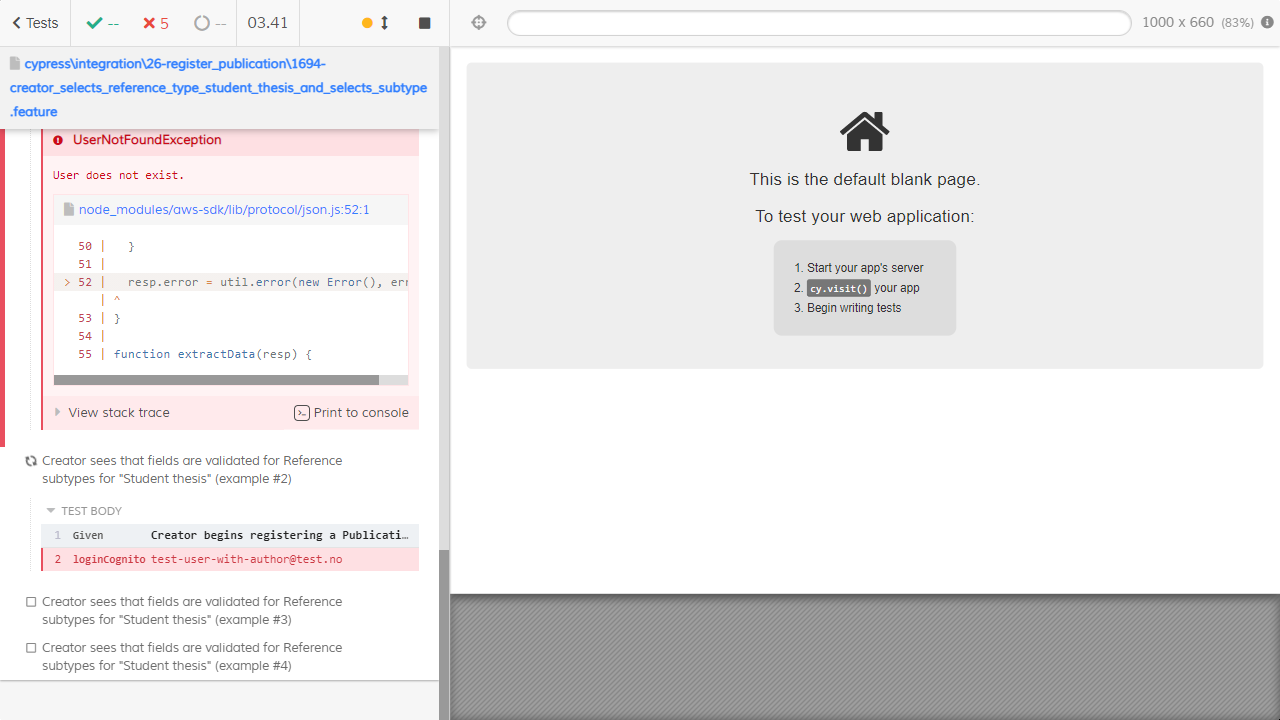 Tests
--
5
--
03.41
1000 x 660 (83%)
cypress\integration\26-register_publication\1694-
creator_selects_reference_type_student_thesis_and_selects_subtype
.feature
UserNotFoundException
User does not exist.
node_modules/aws-sdk/lib/protocol/json.js:52:1
50 | }
51 |
> 52 | resp.error = util.error(new Error(), err
| ^
53 | }
54 |
55 | function extractData(resp) {
View stack trace
Print to console
Creator sees that fields are validated for Reference
subtypes for "Student thesis" (example #2)
TEST BODY
1 Given Creator begins registering a Publicati…
2 loginCognito test-user-with-author@test.no
Creator sees that fields are validated for Reference
subtypes for "Student thesis" (example #3)
Creator sees that fields are validated for Reference
subtypes for "Student thesis" (example #4)
This is the default blank page.
To test your web application:
1. Start your app's server
2. cy.visit() your app
3. Begin writing tests